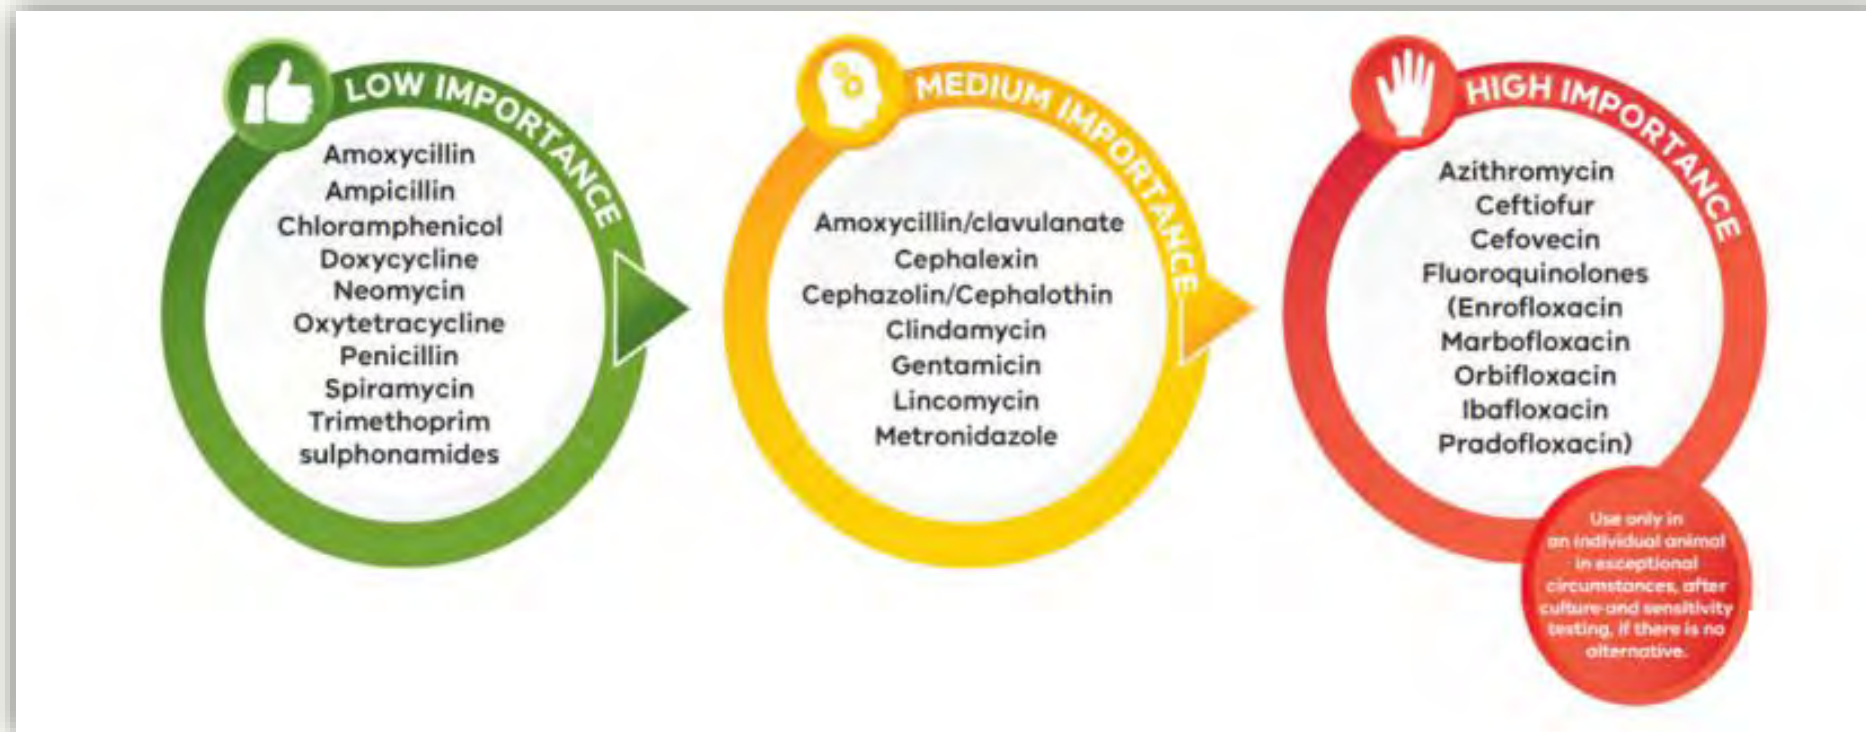 LOW IMPORTANCE
Amoxycillin
Ampicillin
Chloramphenicol
Doxycycline
Neomycin
Oxytetracycline
Penicillin
Spiramycin
Trimethoprim
sulphonamides
MEDIUM IMPORTANCE
Amoxycillin/clavulanate
Cephalexin
Cephazolin/Cephalothin
Clindamycin
Gentamicin
Lincomycin
Metronidazole
HIGH IMPORTANCE
Azithromycin
Ceftiofur
Cefovecin
Fluoroquinolones
(Enrofloxacin
Marbofloxacin
Orbifloxacin
Ibafloxacin
Pradofloxacin)
Use only in
an individual animal
in exceptional
circumstances, after
culture and sensitivity
testing, if there is no
alternative.